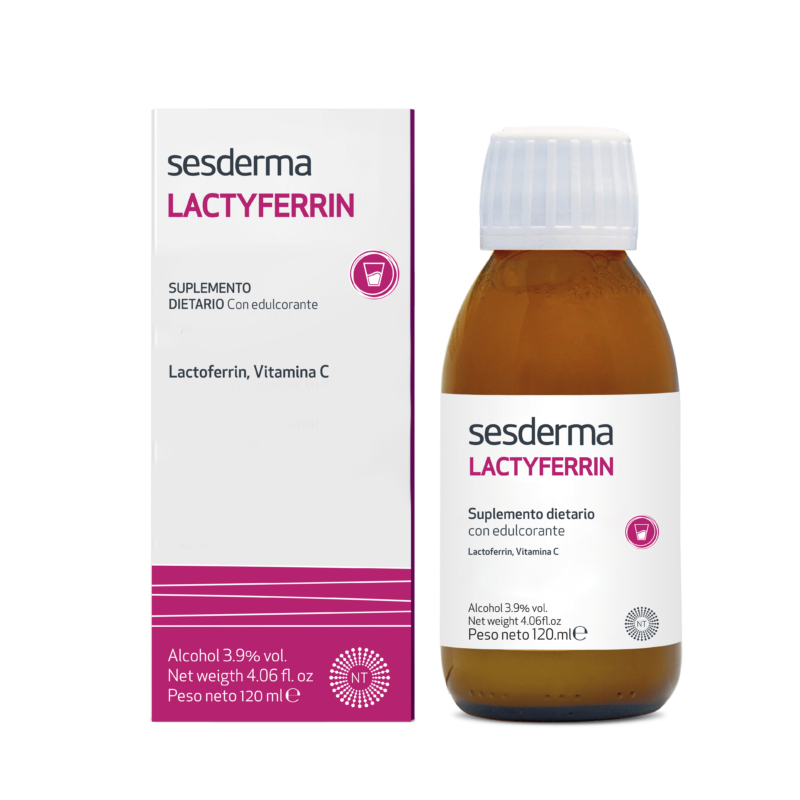 sesderma
LACTYFERRIN
SUPLEMENTO
DIETARIO Con edulcorante
Lactoferrin, Vitamina C
Alcohol 3.9% vol.
Net weigth 4.06 fl. oz
Peso neto 120 ml℮
NT
sesderma
LACTYFERRIN
Suplemento dietario
con edulcorante
Lactoferrin, Vitamina C
Alcohol 3.9% vol.
Net weight 4.06fl.oz
Peso neto 120.ml℮
NT